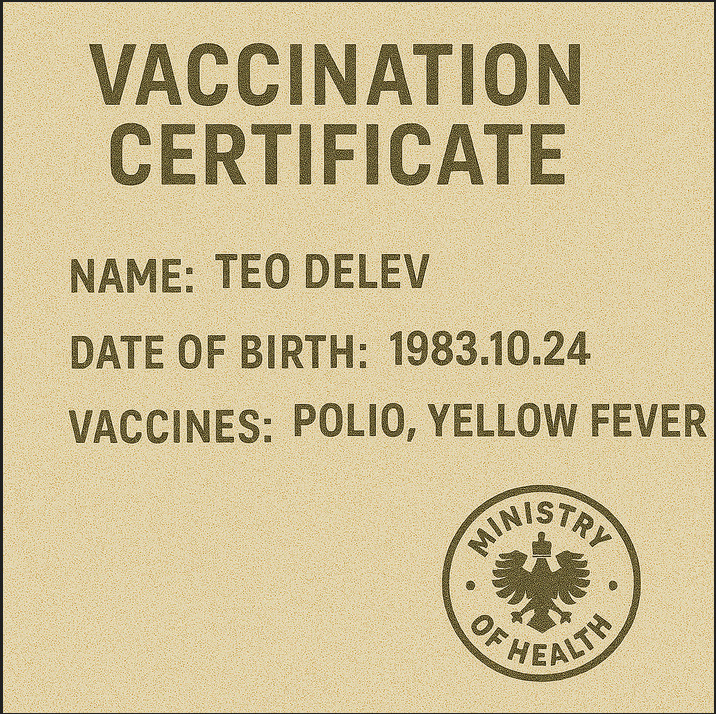 VACCINATION
CERTIFICATE
NAME: TEO DELEV
DATE OF BIRTH: 1983.10.24
VACCINES: POLIO, YELLOW FEVER
MINISTRY
OF HEALTH